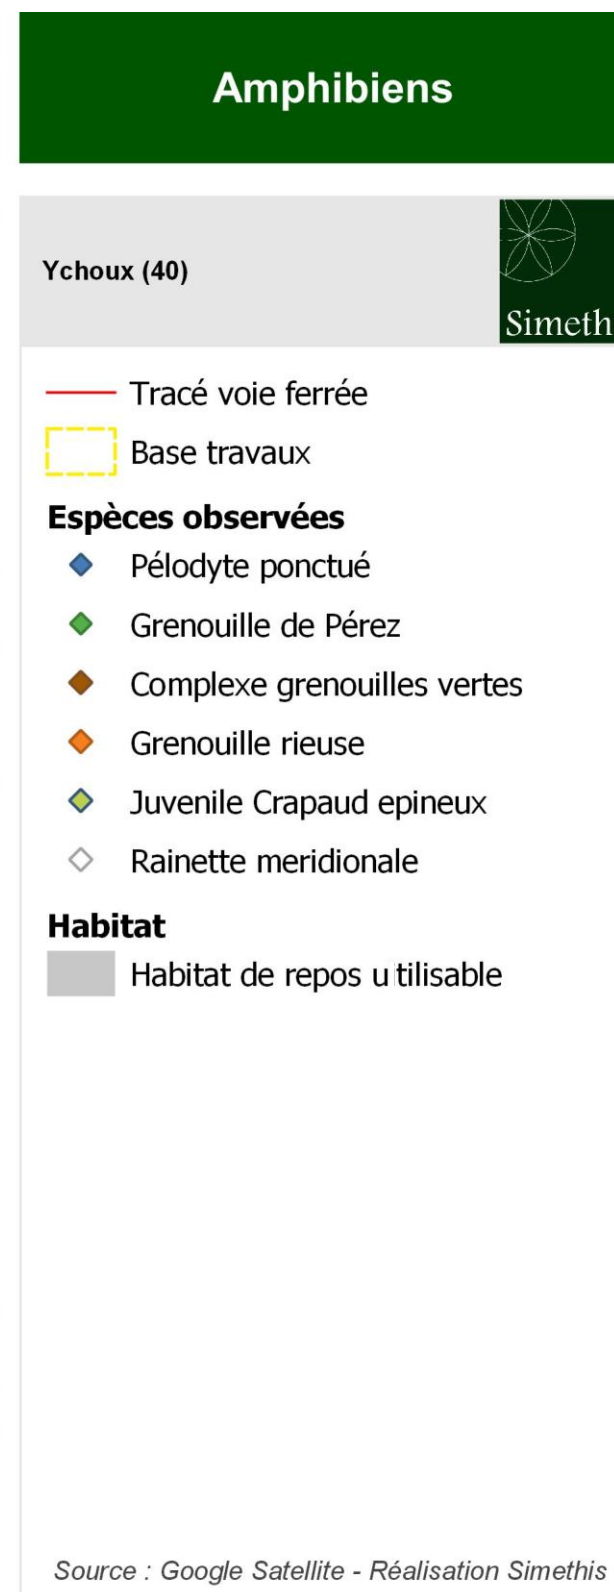 Amphibiens
Ychoux (40)
Simeth
Tracé voie ferrée
Base travaux
Espèces observées
Pélodyte ponctué
Grenouille de Pérez
Complexe grenouilles vertes
Grenouille rieuse
Juvenile Crapaud epineux
Rainette meridionale
Habitat
Habitat de repos utilisable
Source : Google Satellite - Réalisation Simethis